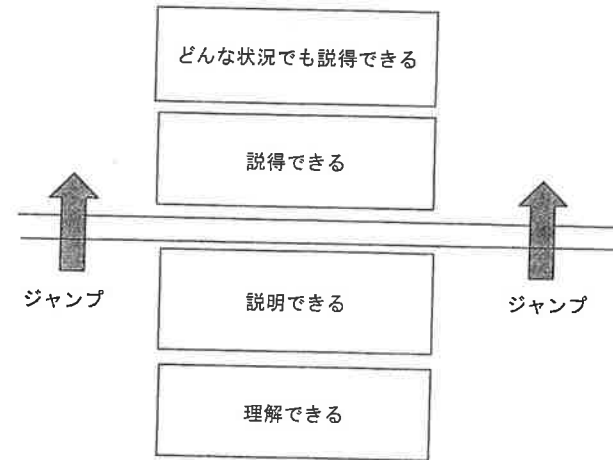 どんな状況でも説得できる
説得できる
ジャンプ
ジャンプ
説明できる
理解できる